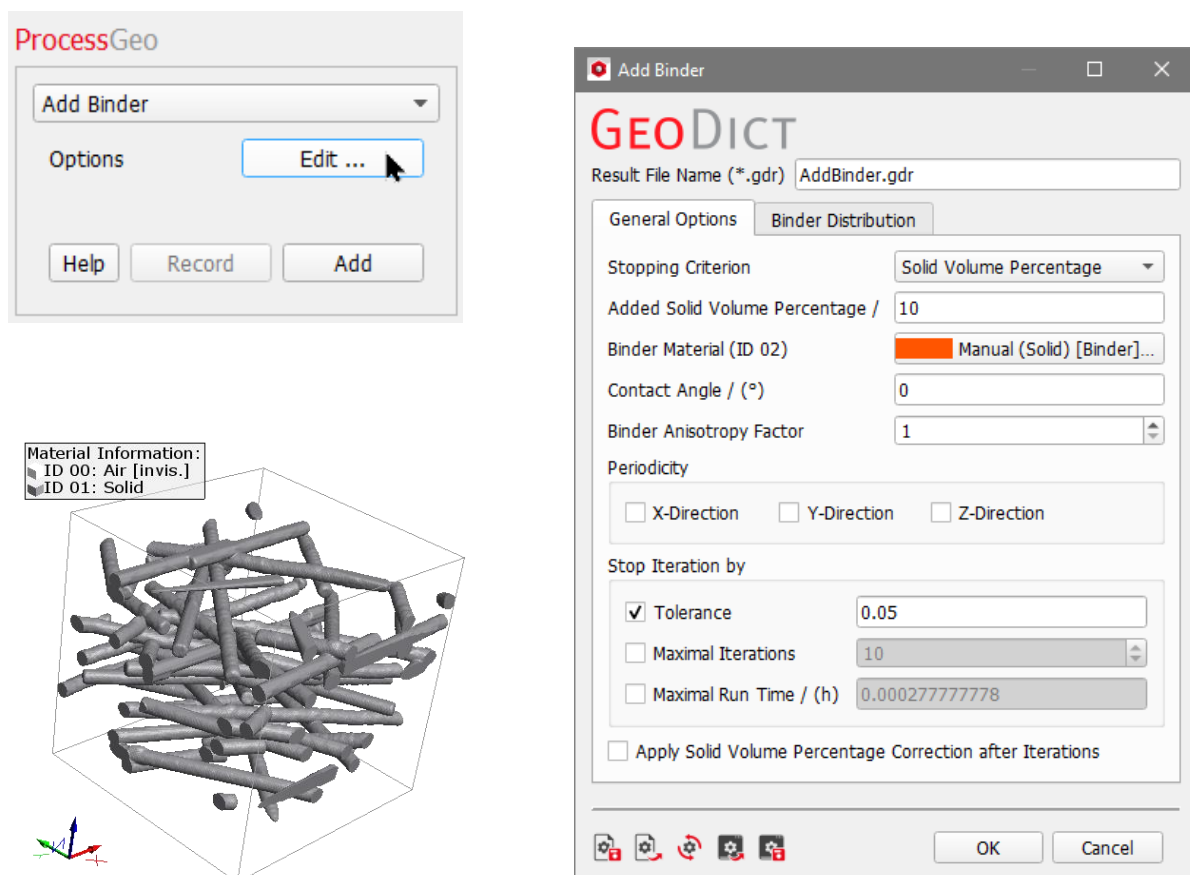 ProcessGeo
Add Binder
Options
Edit ...
Help
Record
Add
Material Information:
ID 00: Air [invis.]
ID 01: Solid
Add Binder
GEODICT
Result File Name (*.gdr) AddBinder.gdr
General Options
Binder Distribution
Stopping Criterion
Solid Volume Percentage
Added Solid Volume Percentage /
10
Binder Material (ID 02)
Manual (Solid) [Binder]...
Contact Angle / (°)
0
Binder Anisotropy Factor
1
Periodicity
X-Direction
Y-Direction
Z-Direction
Stop Iteration by
Tolerance
0.05
Maximal Iterations
10
Maximal Run Time / (h)
0.000277777778
Apply Solid Volume Percentage Correction after Iterations
OK
Cancel